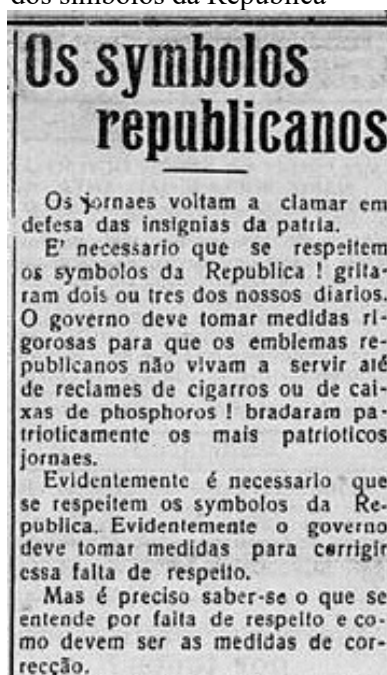 dos símbolos da República
Os symbolos
republicanos
Os jornaes voltam a clamar em
defesa das insignias da patria.
E' necessario que se respeitem
os symbolos da Republica ! grita-
ram dois ou tres dos nossos diarios.
O governo deve tomar medidas ri-
gorosas para que os emblemas re-
publicanos não vivam a servir até
de reclames de cigarros ou de cai-
xas de phosphoros ! bradaram pa-
trioticamente os mais patrioticos
jornaes.
Evidentemente é necessario que
se respeitem os symbolos da Re-
publica. Evidentemente o governo
deve tomar medidas para corrigir
essa falta de respeito.
Mas é preciso saber-se o que se
entende por falta de respeito e co-
mo devem ser as medidas de cor-
recção.